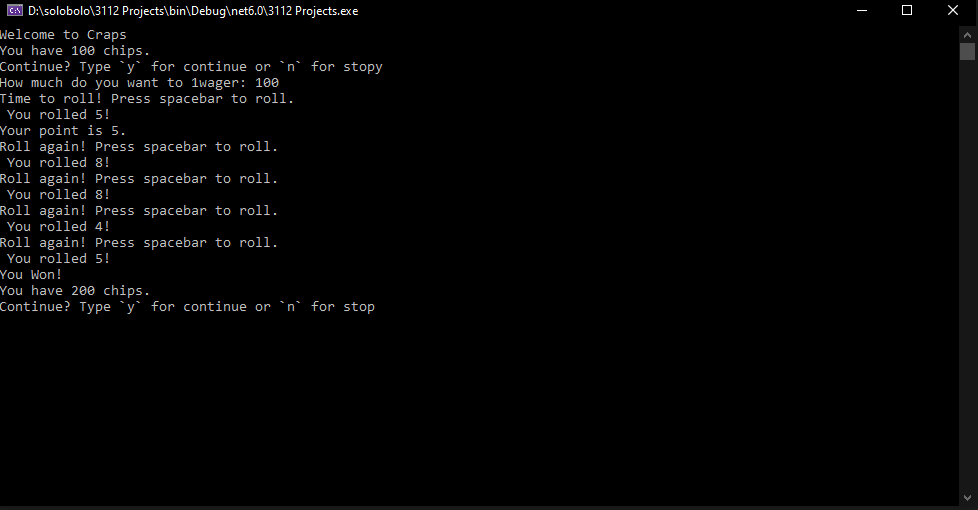 D:\solobolo\3112 Projects\bin\Debug\net6.0\3112 Projects.exe
Welcome to Craps
You have 100 chips.
Continue? Type `y` for continue or `n` for stopy
How much do you want to 1wager: 100
Time to roll! Press spacebar to roll.
 You rolled 5!
Your point is 5.
Roll again! Press spacebar to roll.
 You rolled 8!
Roll again! Press spacebar to roll.
 You rolled 8!
Roll again! Press spacebar to roll.
 You rolled 4!
Roll again! Press spacebar to roll.
 You rolled 5!
You Won!
You have 200 chips.
Continue? Type `y` for continue or `n` for stop